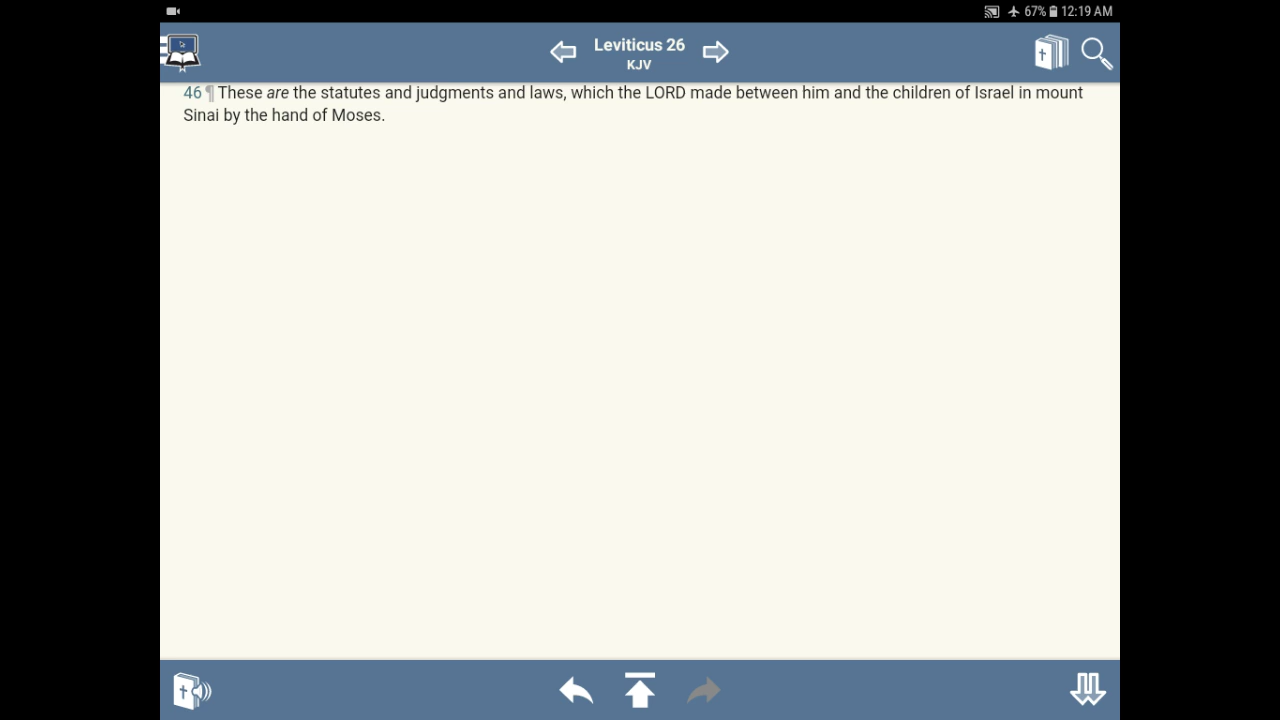 67% 12:19 AM
Leviticus 26
KJV
46 ¶ These are the statutes and judgments and laws, which the LORD made between him and the children of Israel in mount
Sinai by the hand of Moses.